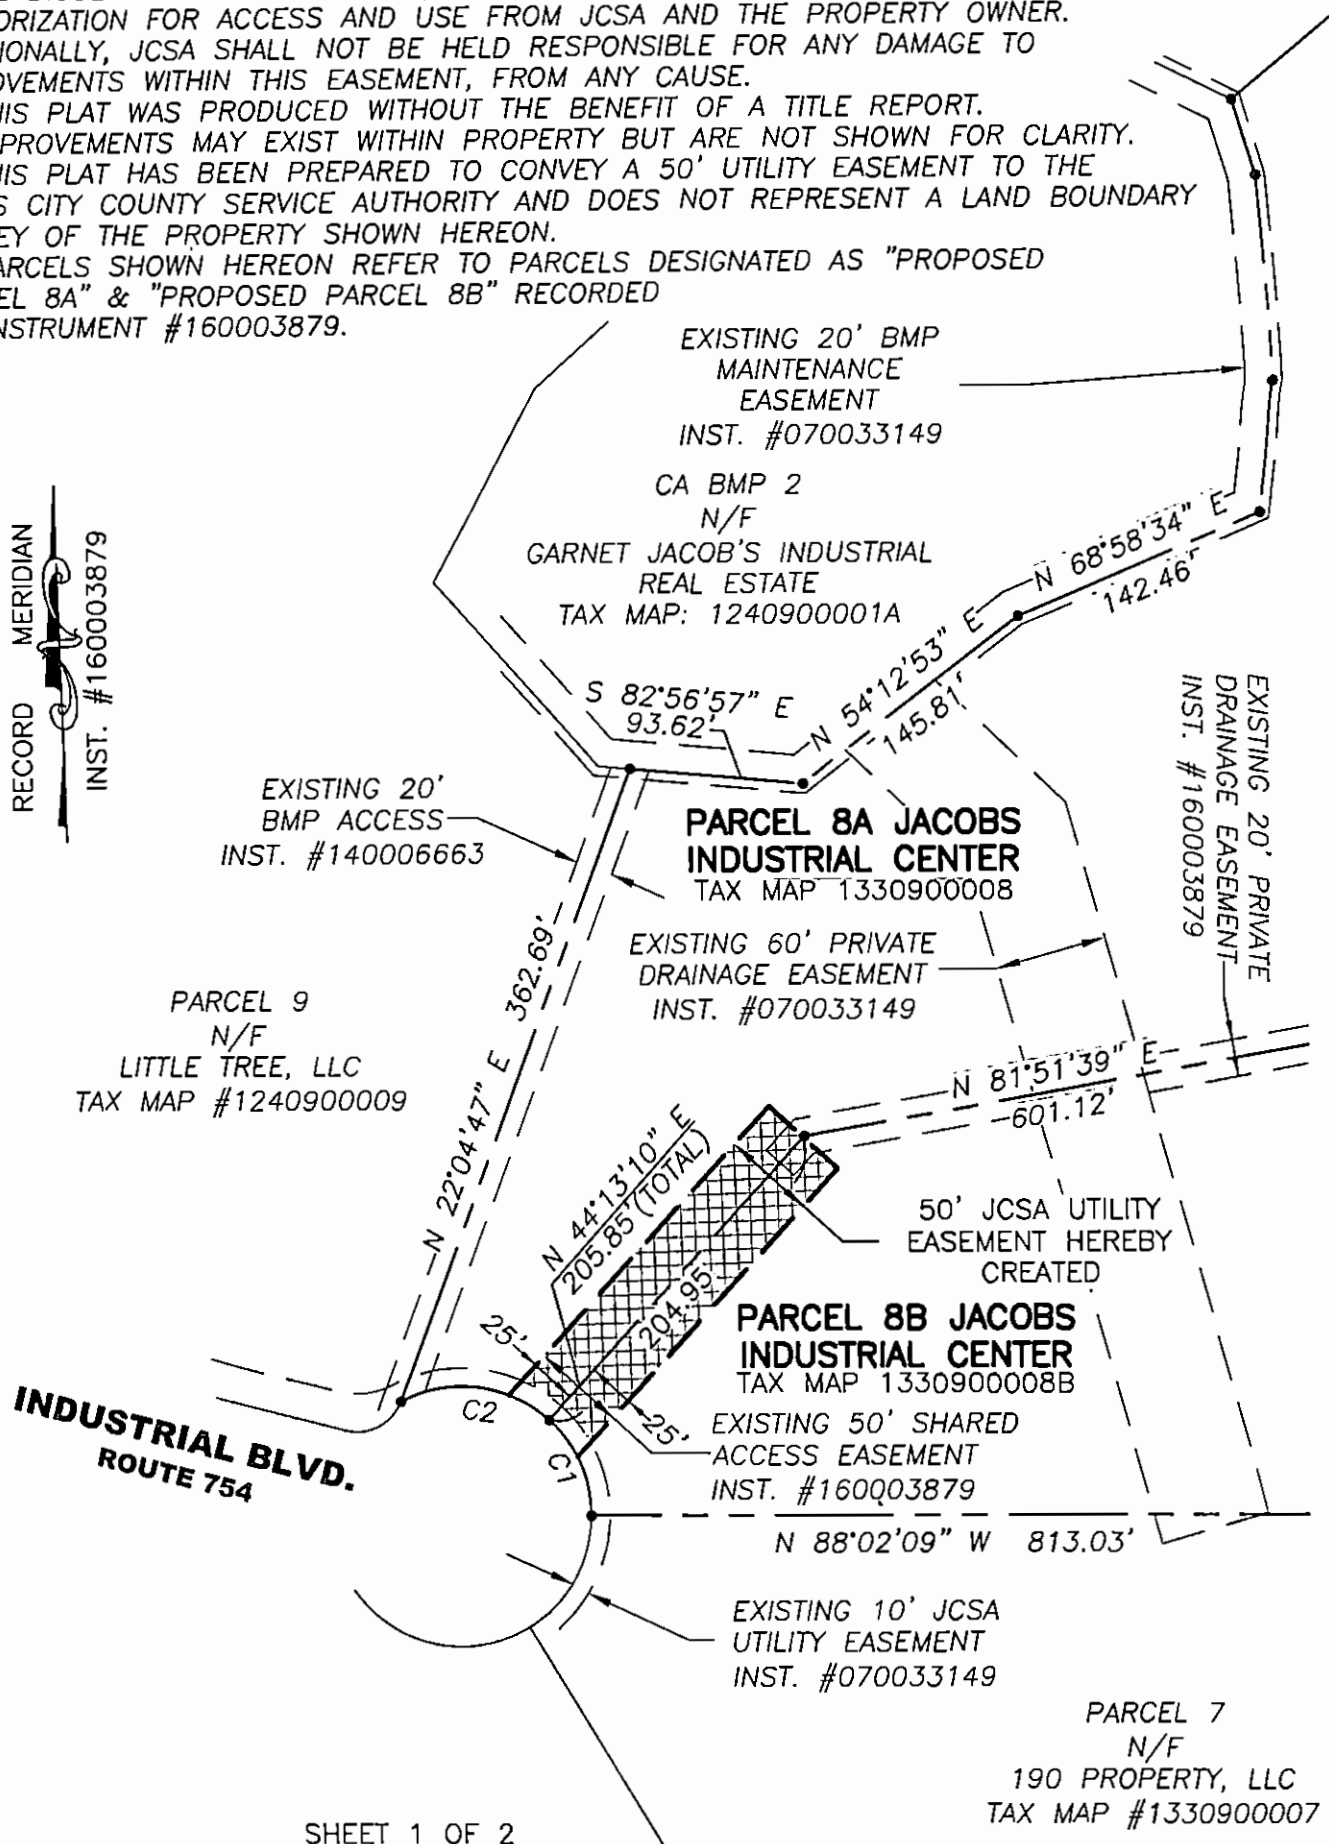 ORIZATION FOR ACCESS AND USE FROM JCSA AND THE PROPERTY OWNER.
IONALLY, JCSA SHALL NOT BE HELD RESPONSIBLE FOR ANY DAMAGE TO
OVEMENTS WITHIN THIS EASEMENT, FROM ANY CAUSE.
HIS PLAT WAS PRODUCED WITHOUT THE BENEFIT OF A TITLE REPORT.
PROVEMENTS MAY EXIST WITHIN PROPERTY BUT ARE NOT SHOWN FOR CLARITY.
HIS PLAT HAS BEEN PREPARED TO CONVEY A 50' UTILITY EASEMENT TO THE
S CITY COUNTY SERVICE AUTHORITY AND DOES NOT REPRESENT A LAND BOUNDARY
EY OF THE PROPERTY SHOWN HEREON.
ARCELS SHOWN HEREON REFER TO PARCELS DESIGNATED AS "PROPOSED
EL 8A" & "PROPOSED PARCEL 8B" RECORDED
NSTRUMENT #160003879.
EXISTING 20' BMP
MAINTENANCE
EASEMENT
INST. #070033149
CA BMP 2
N/F
GARNET JACOB'S INDUSTRIAL
REAL ESTATE
TAX MAP: 1240900001A
RECORD MERIDIAN
INST. #160003879
N 68°58'34" E
142.46'
N 54°12'53" E
145.81'
S 82°56'57" E
93.62'
EXISTING 20' PRIVATE
DRAINAGE EASEMENT
INST. #160003879
EXISTING 20'
BMP ACCESS
INST. #140006663
PARCEL 8A JACOBS
INDUSTRIAL CENTER
TAX MAP 1330900008
EXISTING 60' PRIVATE
DRAINAGE EASEMENT
INST. #070033149
PARCEL 9
N/F
LITTLE TREE, LLC
TAX MAP #1240900009
N 22°04'47" E 362.69'
N 81°51'39" E
601.12'
N 44°13'10" E
205.85'(TOTAL)
204.95'
50' JCSA UTILITY
EASEMENT HEREBY
CREATED
PARCEL 8B JACOBS
INDUSTRIAL CENTER
TAX MAP 1330900008B
25'
25'
C2
C1
EXISTING 50' SHARED
ACCESS EASEMENT
INST. #160003879
INDUSTRIAL BLVD.
ROUTE 754
N 88°02'09" W 813.03'
EXISTING 10' JCSA
UTILITY EASEMENT
INST. #070033149
PARCEL 7
N/F
190 PROPERTY, LLC
TAX MAP #1330900007
SHEET 1 OF 2